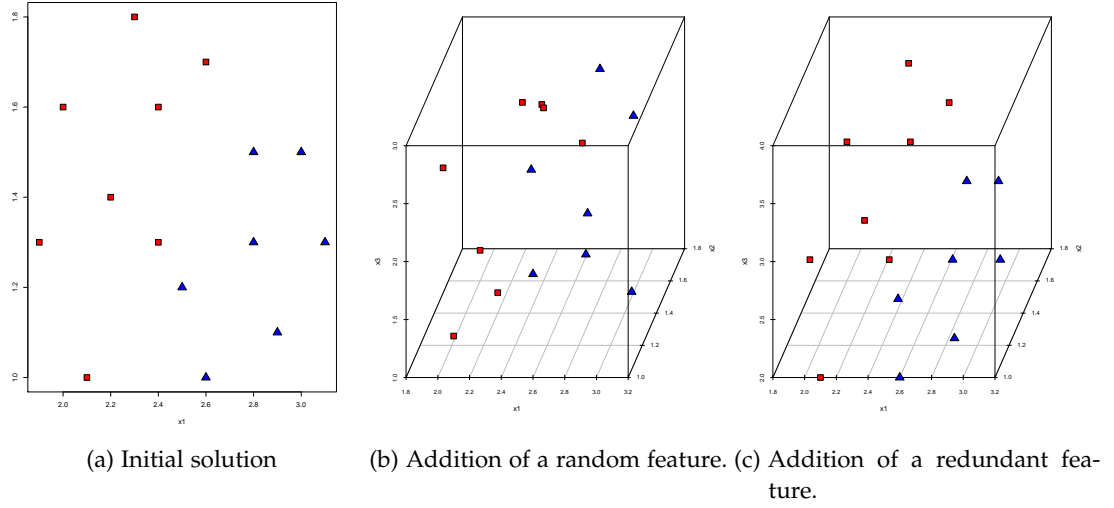 1.8
1.6
1.4
1.2
1.0
2.0 2.2 2.4 2.6 2.8 3.0
x1
3.0
2.5
2.0
1.5
1.0
x3
1.8 2.0 2.2 2.4 2.6 2.8 3.0 3.2
x1
1.0
1.2
1.4
1.6
1.8
x2
4.0
3.5
3.0
2.5
2.0
x3
1.8 2.0 2.2 2.4 2.6 2.8 3.0 3.2
x1
1.0
1.2
1.4
1.6
1.8
x2
(a) Initial solution
(b) Addition of a random feature.
(c) Addition of a redundant fea-
ture.